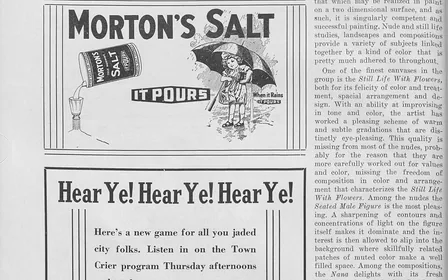 MORTON'S SALT
MORTON'S
SALT
IT POURS
When it Rains
IT POURS
Hear Ye! Hear Ye! Hear Ye!
Here's a new game for all you jaded
city folks. Listen in on the Town
Crier program Thursday afternoons
that may be realized in paint
on a two dimensional surface, and as
such, it is singularly competent and
successful painting. Nude and still life
studies, landscapes and compositions
provide a variety of subjects linked
together by a kind of color that is
pretty much adhered to throughout.
One of the finest canvases in the
group is the Still Life With Flowers,
both for its felicity of color and treat-
ment, spacial arrangement and de-
sign. With an ability at improvising
in tone and color, the artist has
worked a pleasing scheme of warm
and subtle gradations that are dis-
tinctly eye-pleasing. This quality is
missing from most of the nudes, prob-
ably for the reason that they are
more carefully worked out for values
and color, missing the freedom of
composition in color and arrange-
ment that characterizes the Still Life
With Flowers. Among the nudes the
Seated Male Figure is the most pleas-
ing. A sharpening of contours and
concentration of light on the figure
itself makes it dominate and the in-
terest is then allowed to slip into the
background where skillfully related
patches of muted color make a well
filled space. Among the compositions,
the Nana delights with its fresh